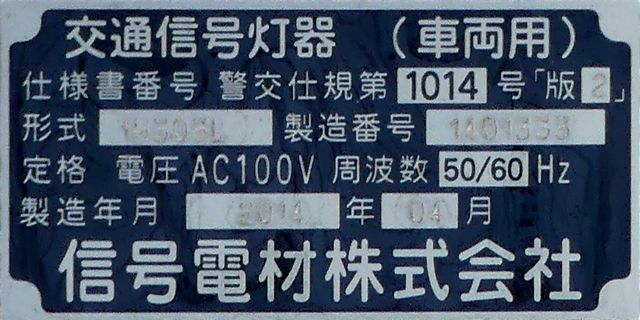 交通信号灯器 (車両用)
仕様書番号 警交仕規第 1014 号「版 2」
形式 製造番号 1401333
定格 電圧 AC100V 周波数 50/60 Hz
製造年月 2014 年 04 月
信号電材株式会社